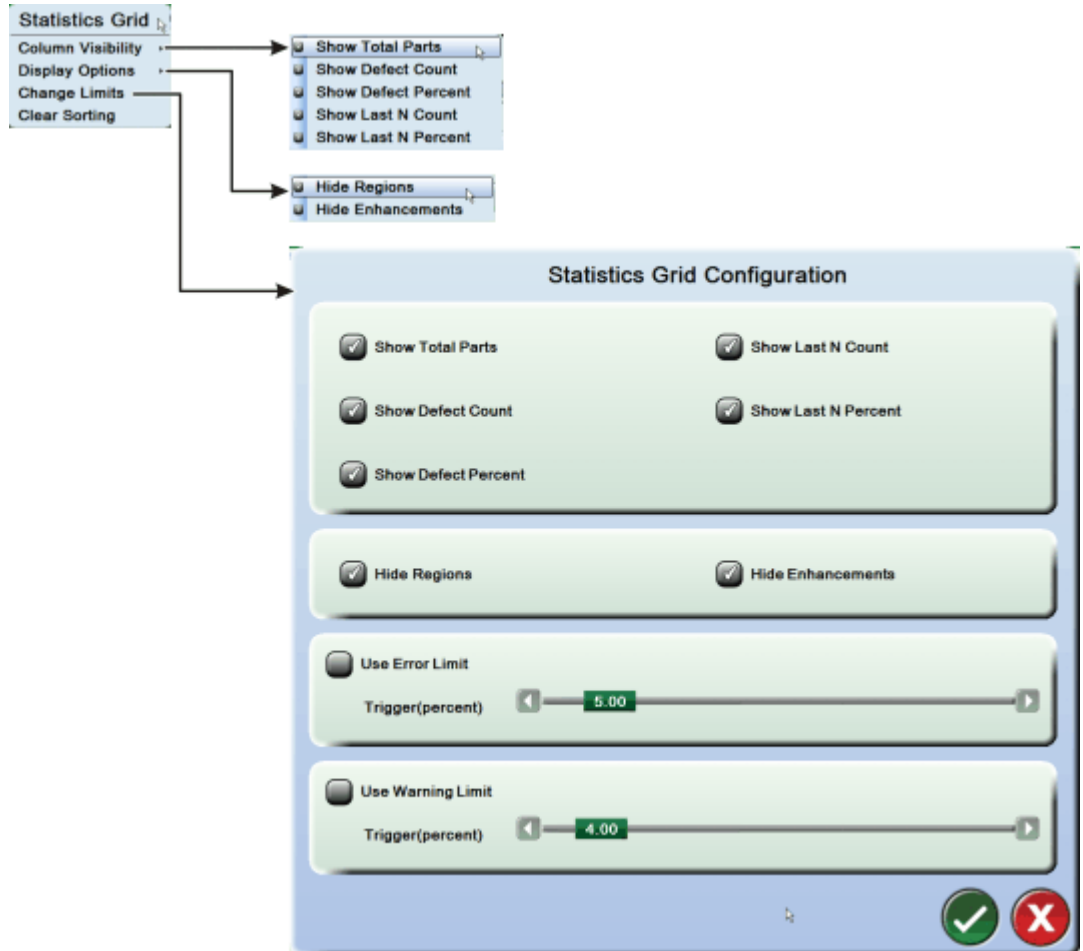 Statistics Grid
Column Visibility
Display Options
Change Limits
Clear Sorting
Show Total Parts
Show Defect Count
Show Defect Percent
Show Last N Count
Show Last N Percent
Hide Regions
Hide Enhancements
Statistics Grid Configuration
Show Total Parts
Show Last N Count
Show Defect Count
Show Last N Percent
Show Defect Percent
Hide Regions
Hide Enhancements
Use Error Limit
Trigger(percent)
5.00
Use Warning Limit
Trigger(percent)
4.00